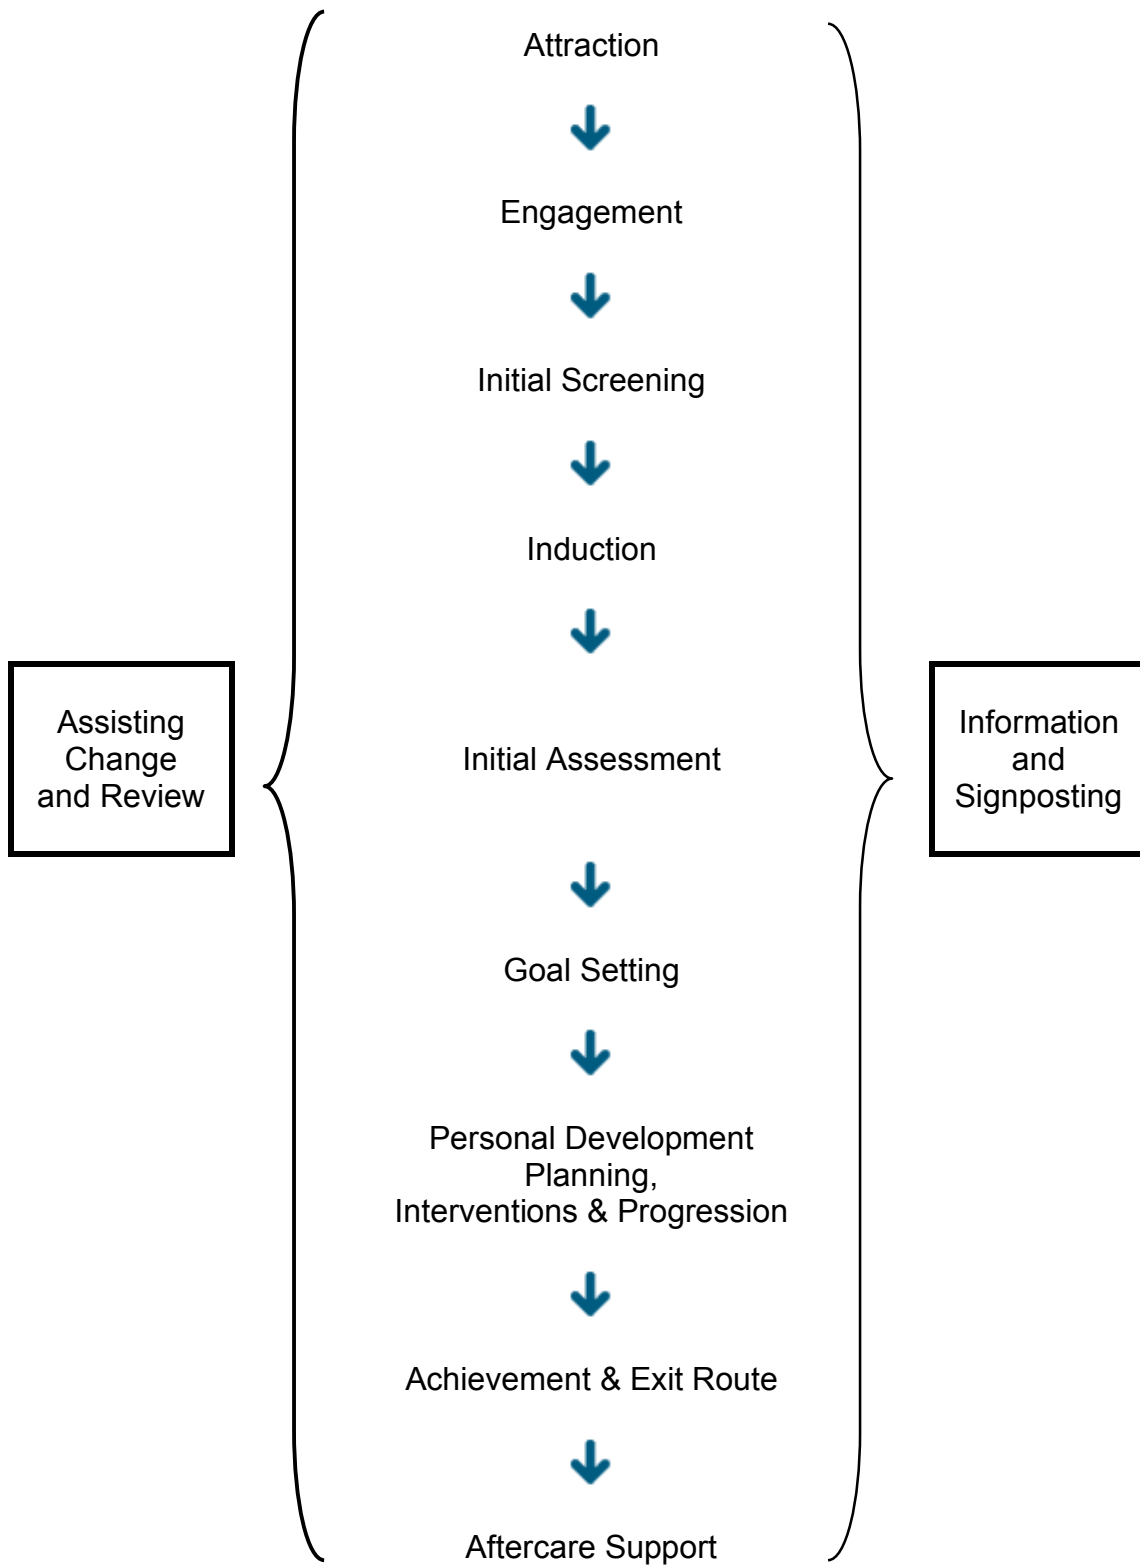 Attraction
Engagement
Initial Screening
Induction
Assisting
Change
and Review
Initial Assessment
Information
and
Signposting
Goal Setting
Personal Development
Planning,
Interventions & Progression
Achievement & Exit Route
Aftercare Support